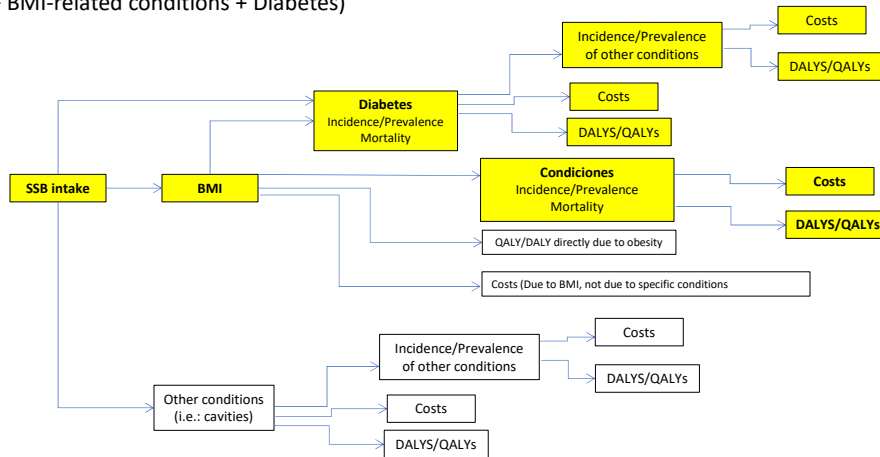 BMI-related conditions + Diabetes)
Costs
Incidence/Prevalence
of other conditions
DALYS/QALYs
Diabetes
Incidence/Prevalence
Mortality
Costs
DALYS/QALYs
SSB intake
BMI
Condiciones
Incidence/Prevalence
Mortality
Costs
DALYS/QALYs
QALY/DALY directly due to obesity
Costs (Due to BMI, not due to specific conditions
Incidence/Prevalence
of other conditions
Costs
DALYS/QALYs
Other conditions
(i.e.: cavities)
Costs
DALYS/QALYs